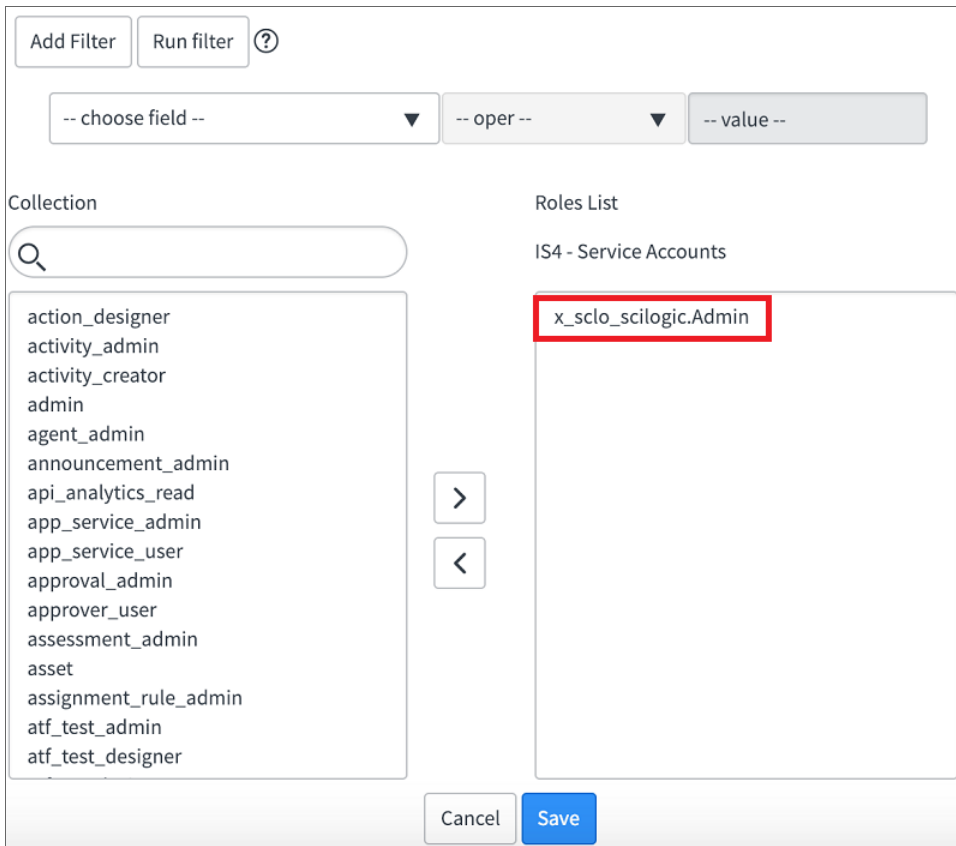 Add Filter Run filter ?
-- choose field -- -- oper -- -- value --
Collection
Roles List
IS4 - Service Accounts
action_designer
activity_admin
activity_creator
admin
agent_admin
announcement_admin
api_analytics_read
app_service_admin
app_service_user
approval_admin
approver_user
assessment_admin
asset
assignment_rule_admin
atf_test_admin
atf_test_designer
x_sclo_scilogic.Admin
>
<
Cancel Save